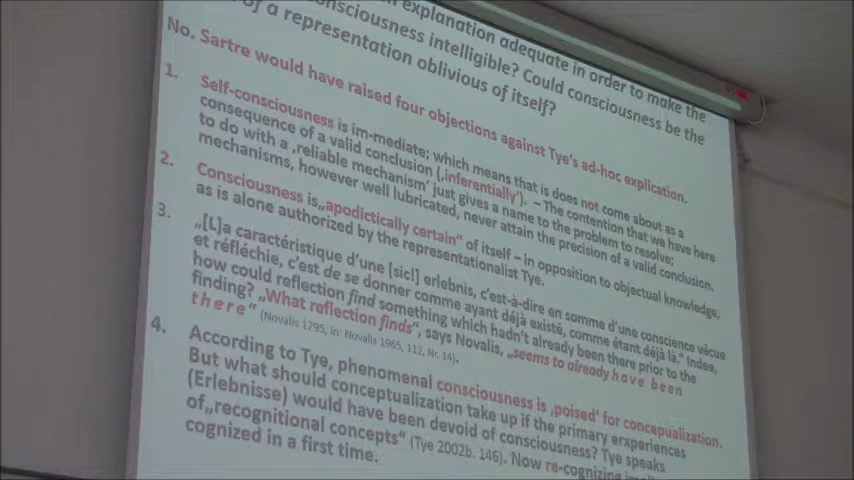 explanation adequate in order to make the
consciousness intelligible? Could consciousness be the
of a representation oblivious of itself?
No. Sartre would have raised four objections against Tye's ad-hoc explication.
1. Self-consciousness is im-mediate; which means that is does not come about as a
consequence of a valid conclusion (‚inferentially‘). – The contention that we have here
to do with a ‚reliable mechanism‘ just gives a name to the problem to resolve;
mechanisms, however well lubricated, never attain the precision of a valid conclusion.
2. Consciousness is „apodictically certain“ of itself – in opposition to objectual knowledge,
as is alone authorized by the representationalist Tye.
3. „[L]a caractéristique d'une [sic!] erlebnis, c'est-à-dire en somme d'une conscience vécue
et réfléchie, c'est de se donner comme ayant déjà existé, comme étant déjà là.“ Indee,
how could reflection find something which hadn't already been there prior to the
finding? „What reflection finds“, says Novalis, „seems to already have been
there“ (Novalis 1795, in: Novalis 1965, 112, Nr. 14).
4. According to Tye, phenomenal consciousness is ‚poised‘ for concepualization.
But what should conceptualization take up if the primary erxperiences
(Erlebnisse) would have been devoid of consciousness? Tye speaks
of „recognitional concepts“ (Tye 2002b. 146). Now re-cognizing
cognized in a first time.